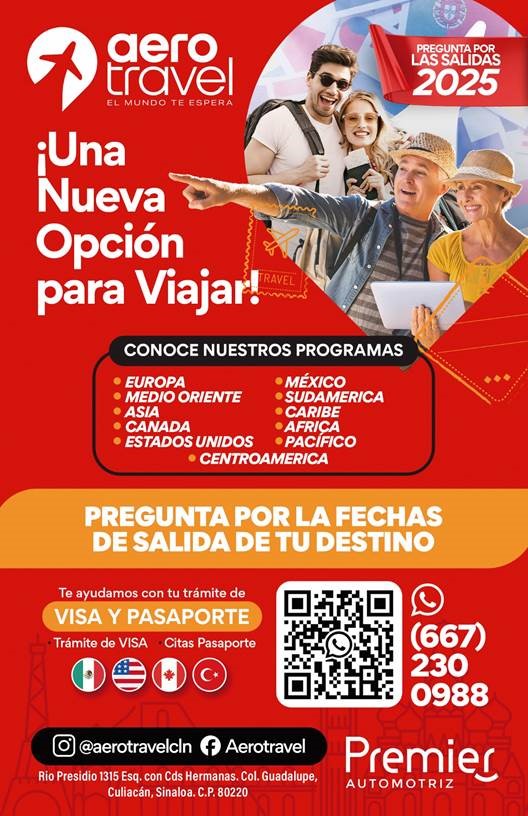 aero
travel
EL MUNDO TE ESPERA
PREGUNTA POR
LAS SALIDAS
2025
¡Una
Nueva
Opción
para Viajar!
TRAVEL
CONOCE NUESTROS PROGRAMAS
• EUROPA
• MEDIO ORIENTE
• ASIA
• CANADA
• ESTADOS UNIDOS
• MÉXICO
• SUDAMERICA
• CARIBE
• AFRICA
• PACÍFICO
• CENTROAMERICA
PREGUNTA POR LA FECHAS
DE SALIDA DE TU DESTINO
Te ayudamos con tu trámite de
VISA Y PASAPORTE
· Trámite de VISA · Citas Pasaporte
(667)
230
0988
@aerotravelcln Aerotravel
Rio Presidio 1315 Esq. con Cds Hermanas. Col. Guadalupe,
Culiacán, Sinaloa. C.P. 80220
Premier
AUTOMOTRIZ